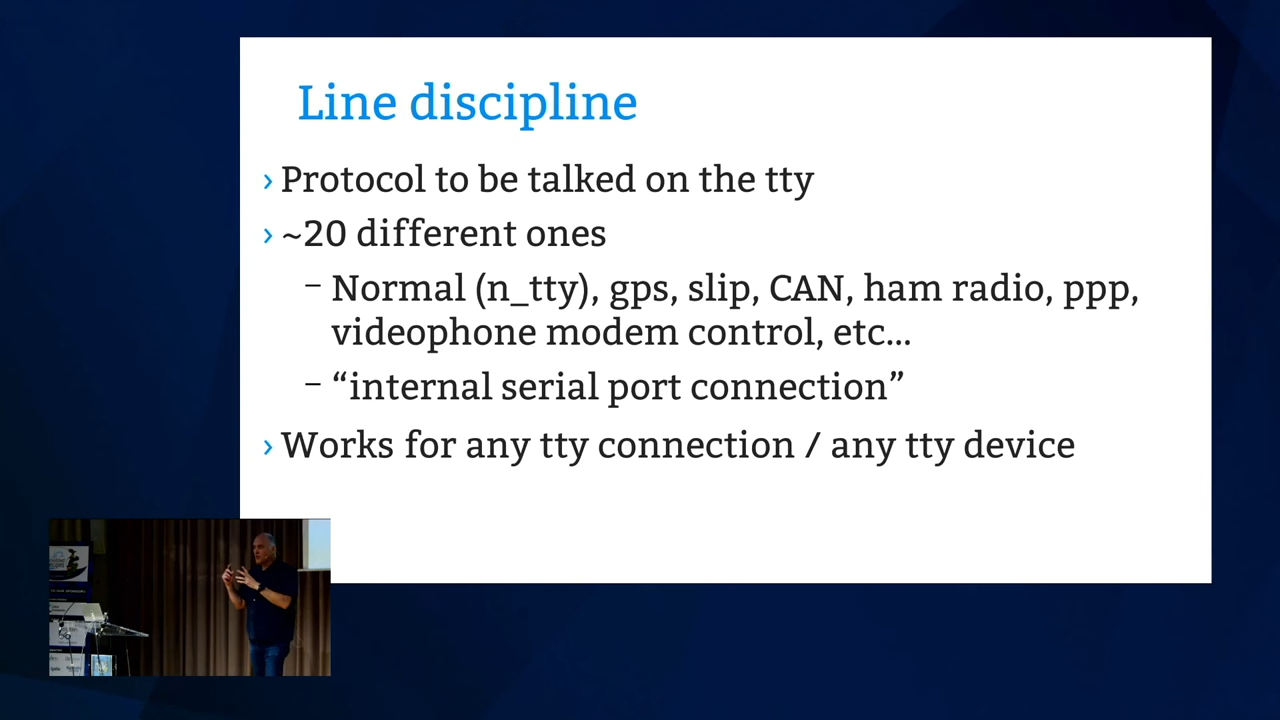 Line discipline
› Protocol to be talked on the tty
› ~20 different ones
– Normal (n_tty), gps, slip, CAN, ham radio, ppp,
videophone modem control, etc...
– “internal serial port connection”
› Works for any tty connection / any tty device